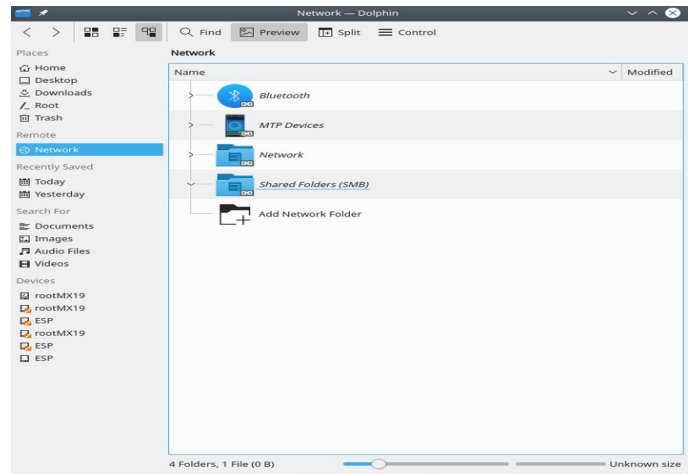 Network — Dolphin
Find Preview Split Control
Places
Home
Desktop
Downloads
Root
Trash
Remote
Network
Recently Saved
Today
Yesterday
Search For
Documents
Images
Audio Files
Videos
Devices
rootMX19
rootMX19
ESP
rootMX19
ESP
ESP
Network
Name Modified
Bluetooth
MTP Devices
Network
Shared Folders (SMB)
Add Network Folder
4 Folders, 1 File (0 B) Unknown size